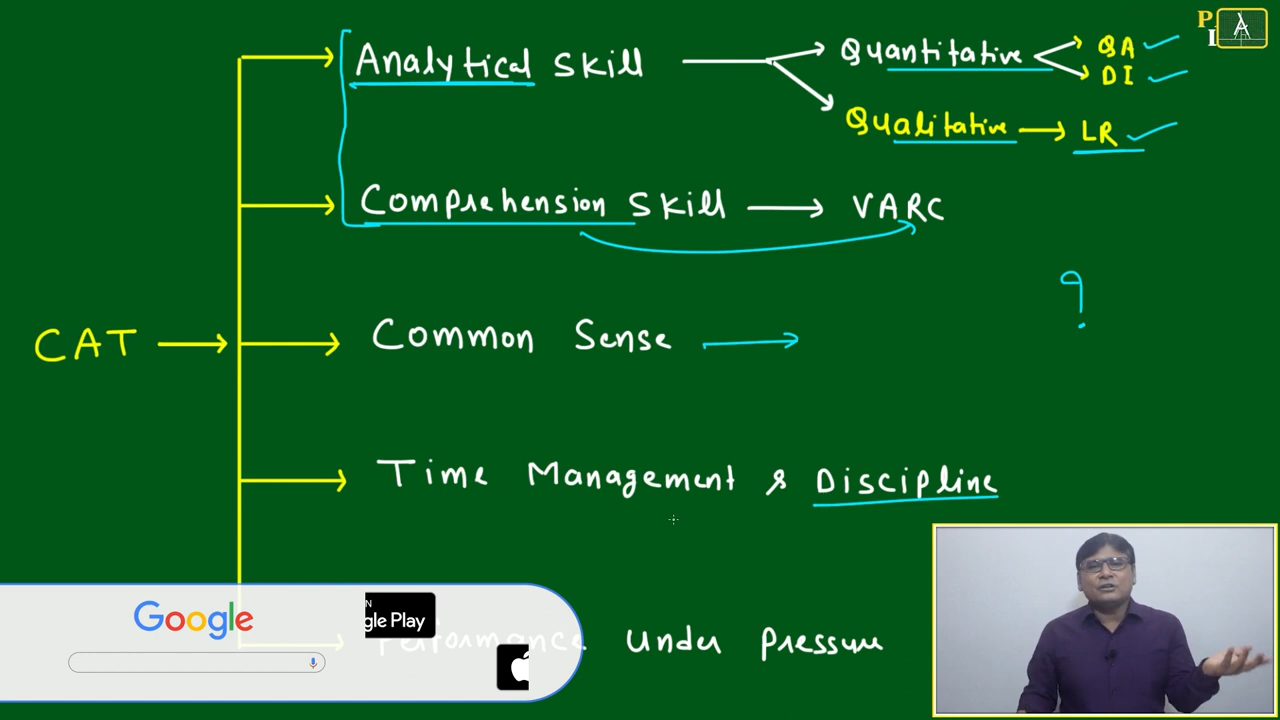 Analytical Skill → Quantitative → QA ✓
DI ✓
Qualitative → LR ✓
Comprehension Skill → VARC
?
CAT → Common Sense →
Time Management & Discipline
Performance Under Pressure
Google
N
gle Play
P
I
A